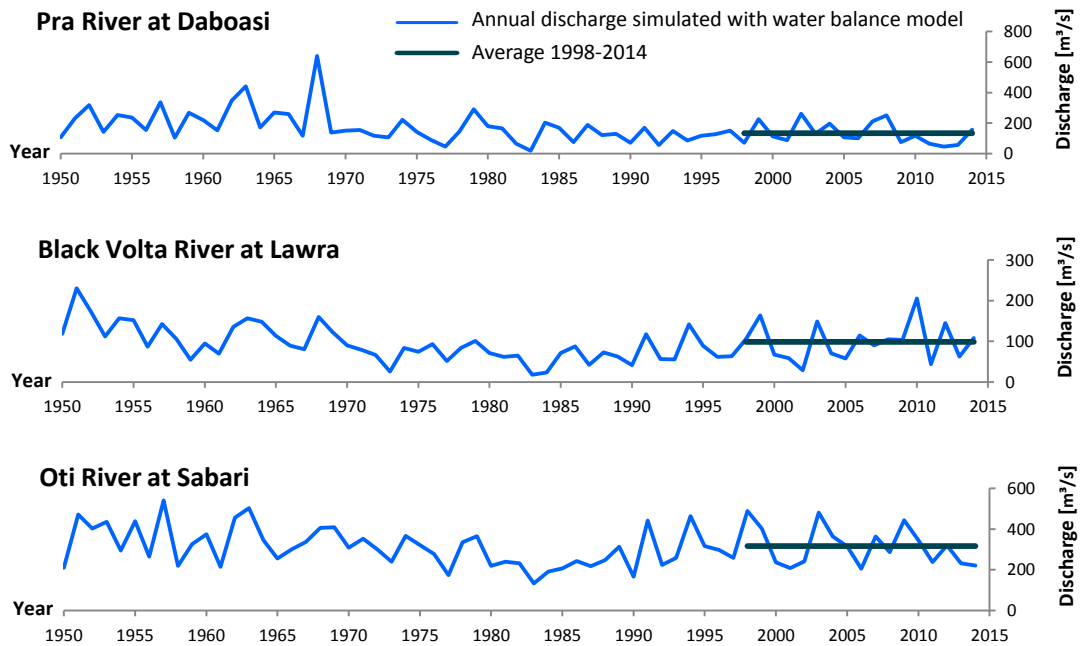 Pra River at Daboasi
Annual discharge simulated with water balance model
Average 1998-2014
Discharge [m³/s]
800
600
400
200
0
Year
1950 1955 1960 1965 1970 1975 1980 1985 1990 1995 2000 2005 2010 2015
Black Volta River at Lawra
Discharge [m³/s]
300
200
100
0
Year
1950 1955 1960 1965 1970 1975 1980 1985 1990 1995 2000 2005 2010 2015
Oti River at Sabari
Discharge [m³/s]
600
400
200
0
Year
1950 1955 1960 1965 1970 1975 1980 1985 1990 1995 2000 2005 2010 2015